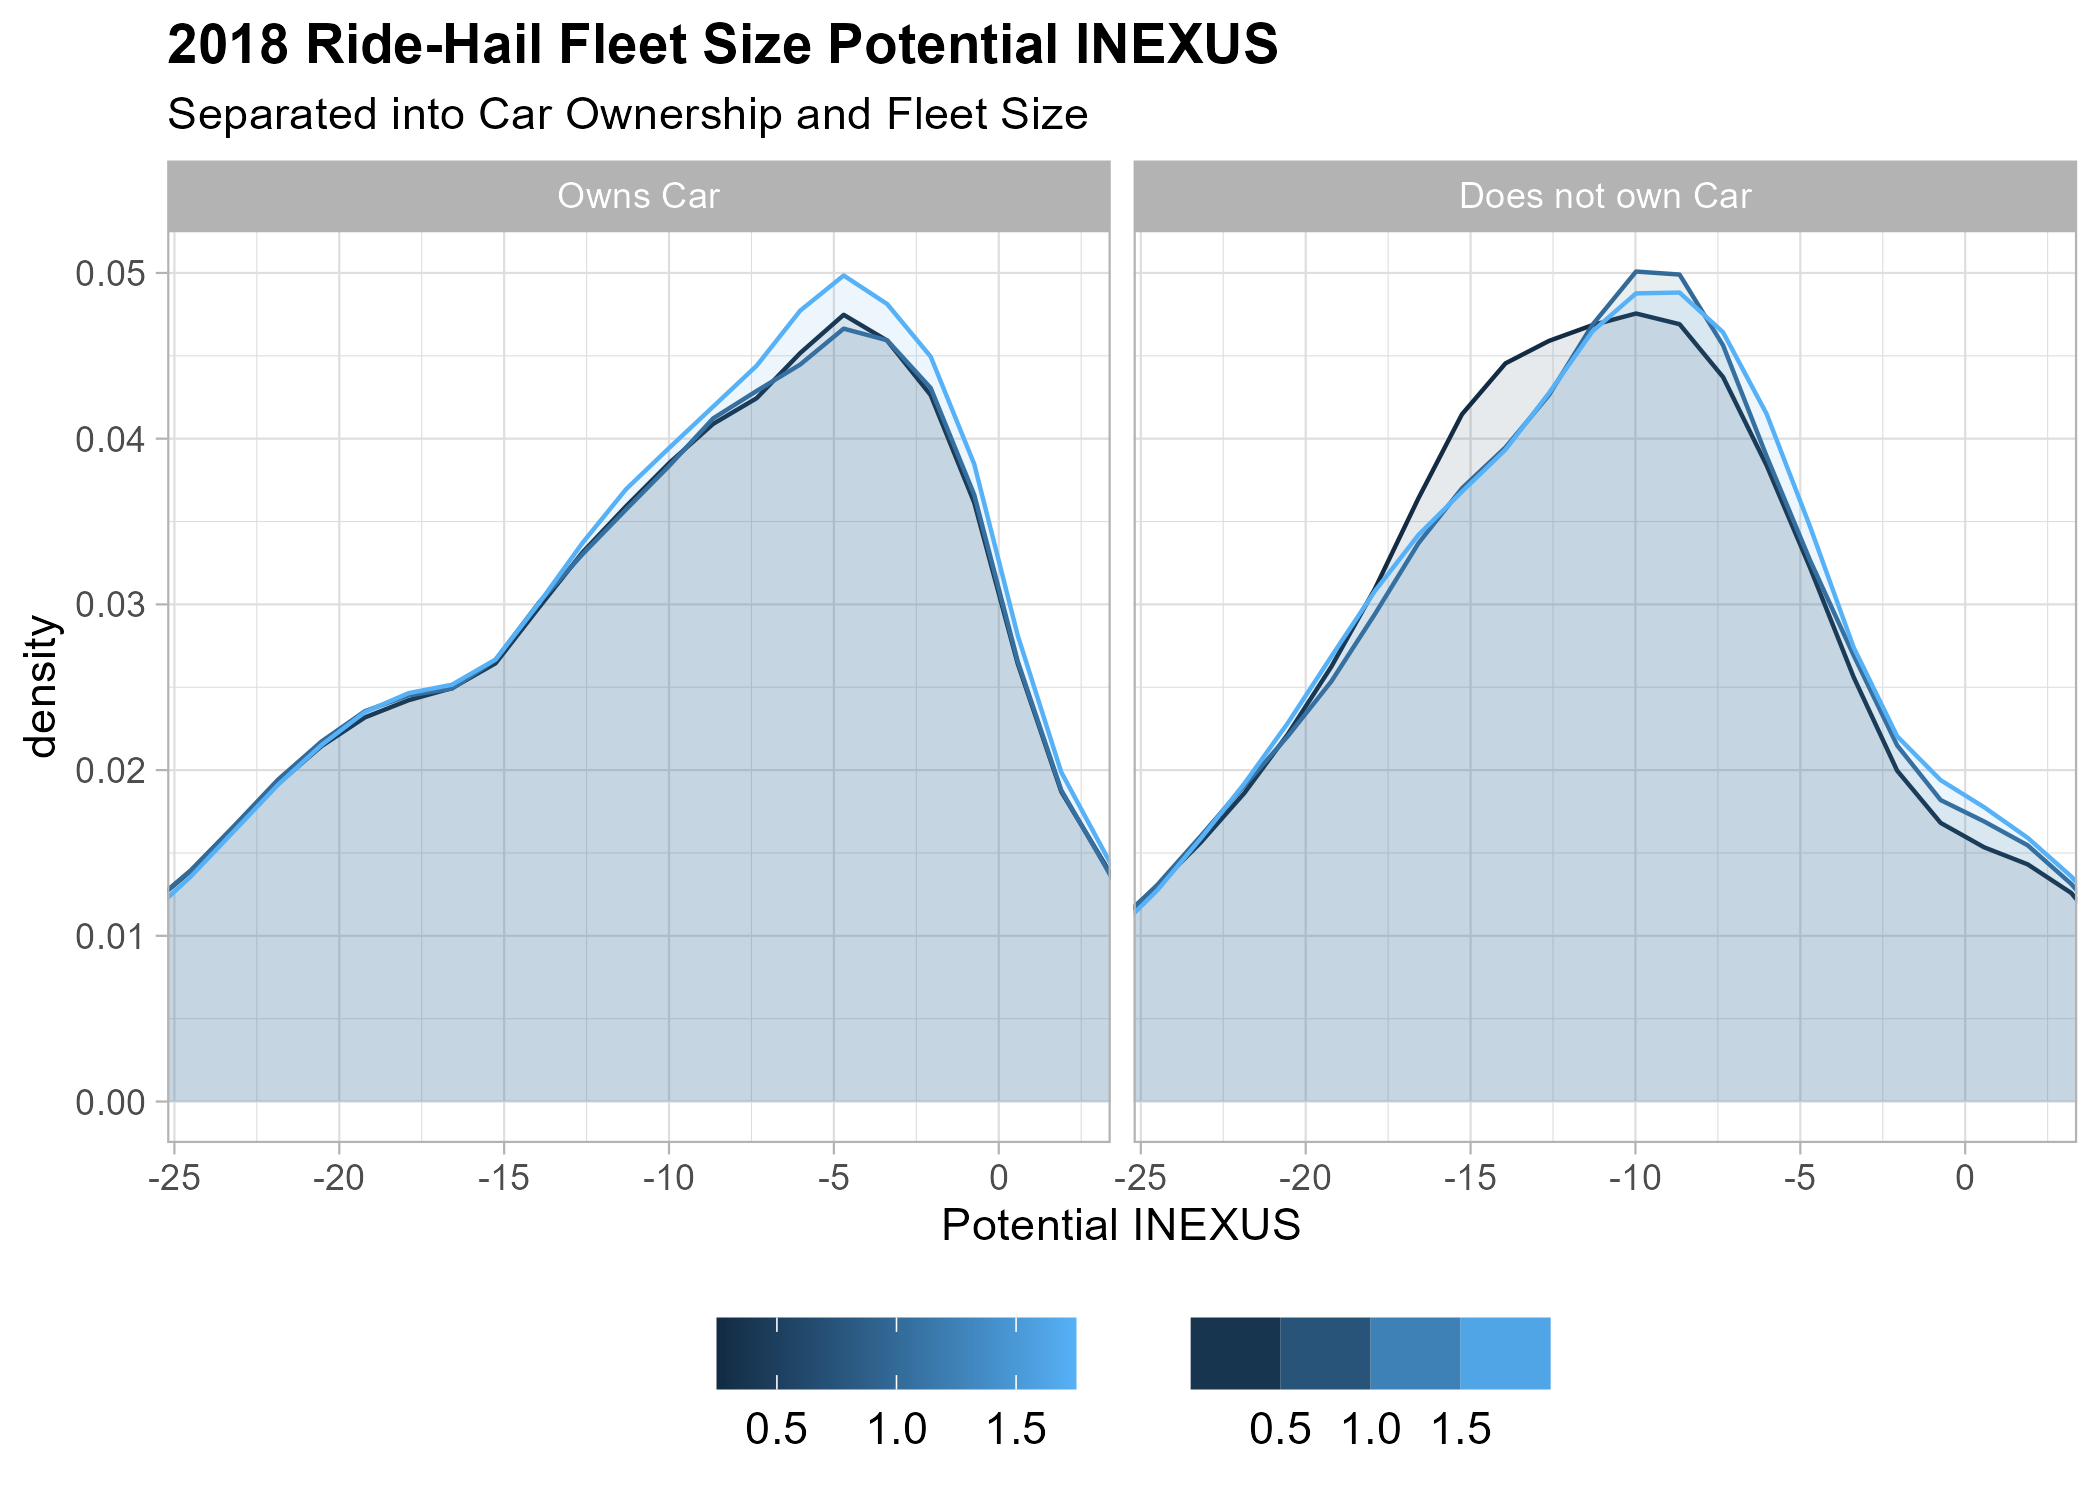 2018 Ride-Hail Fleet Size Potential INEXUS
Separated into Car Ownership and Fleet Size
Owns Car
Does not own Car
density
0.05
0.04
0.03
0.02
0.01
0.00
-25 -20 -15 -10 -5 0
-25 -20 -15 -10 -5 0
Potential INEXUS
0.5 1.0 1.5
0.5 1.0 1.5